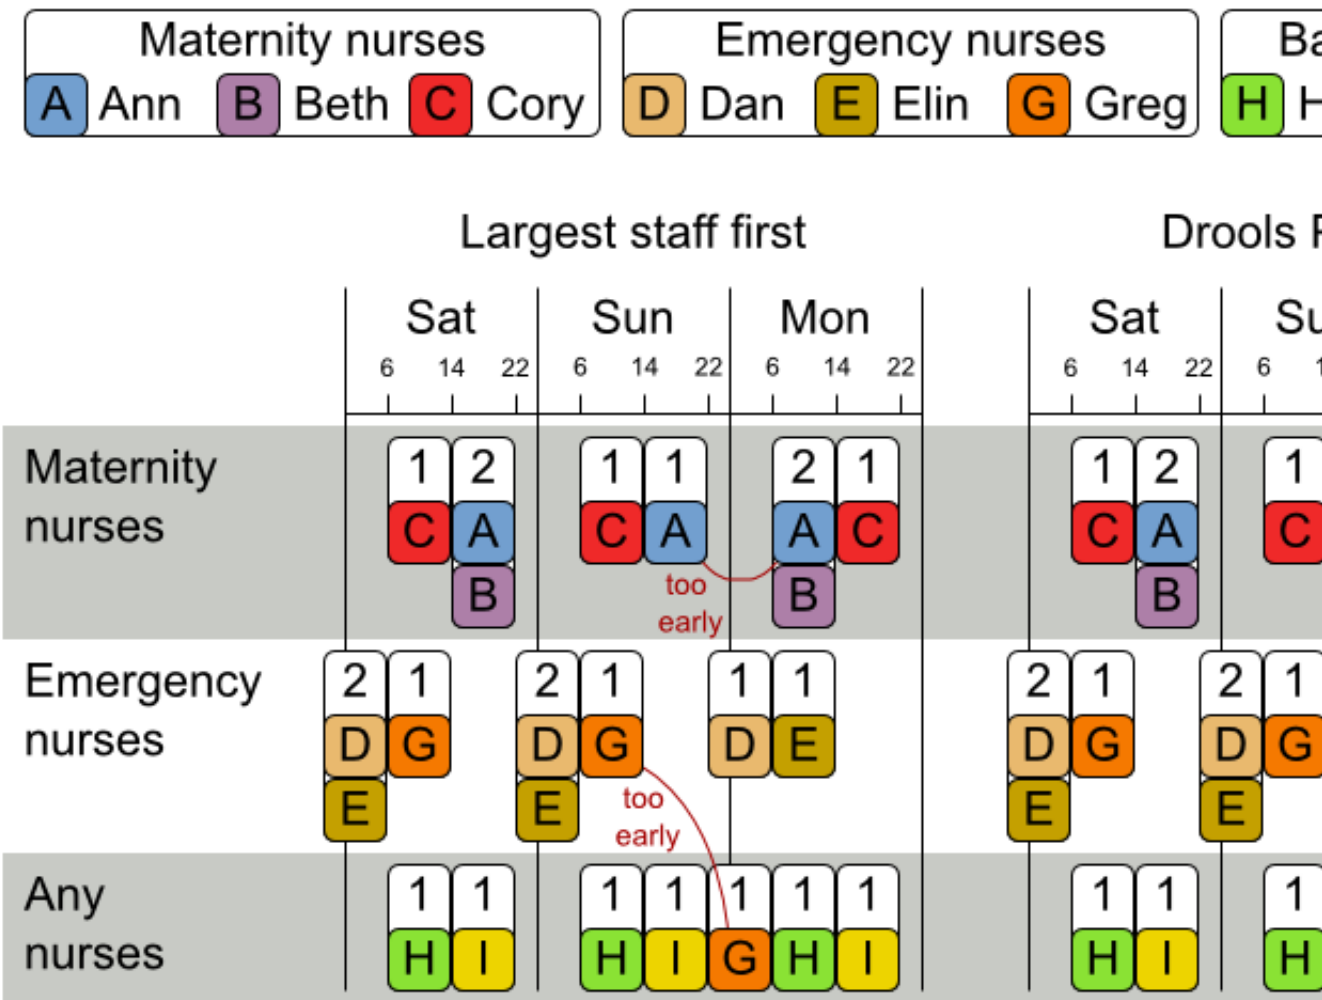 Maternity nurses
A Ann B Beth C Cory
Emergency nurses
D Dan E Elin G Greg
H
Largest staff first
Drools
Sat Sun Mon
6 14 22 6 14 22 6 14 22
Sat
6 14 22 6
Maternity
nurses
1 2 1 1 2 1
C A C A A C
B B
too
early
1 2 1
C A C
B
Emergency
nurses
2 1 2 1 1 1
D G D G D E
E E
too
early
2 1 2 1
D G D G
E E
Any
nurses
1 1 1 1 1 1 1
H I H I G H I
1 1 1
H I H